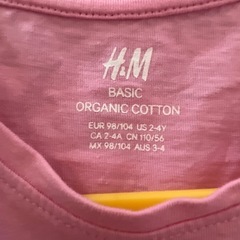 H&M
BASIC
ORGANIC COTTON
EUR 98/104 US 2-4Y
CA 2-4A CN 110/56
MX 98/104 AUS 3-4